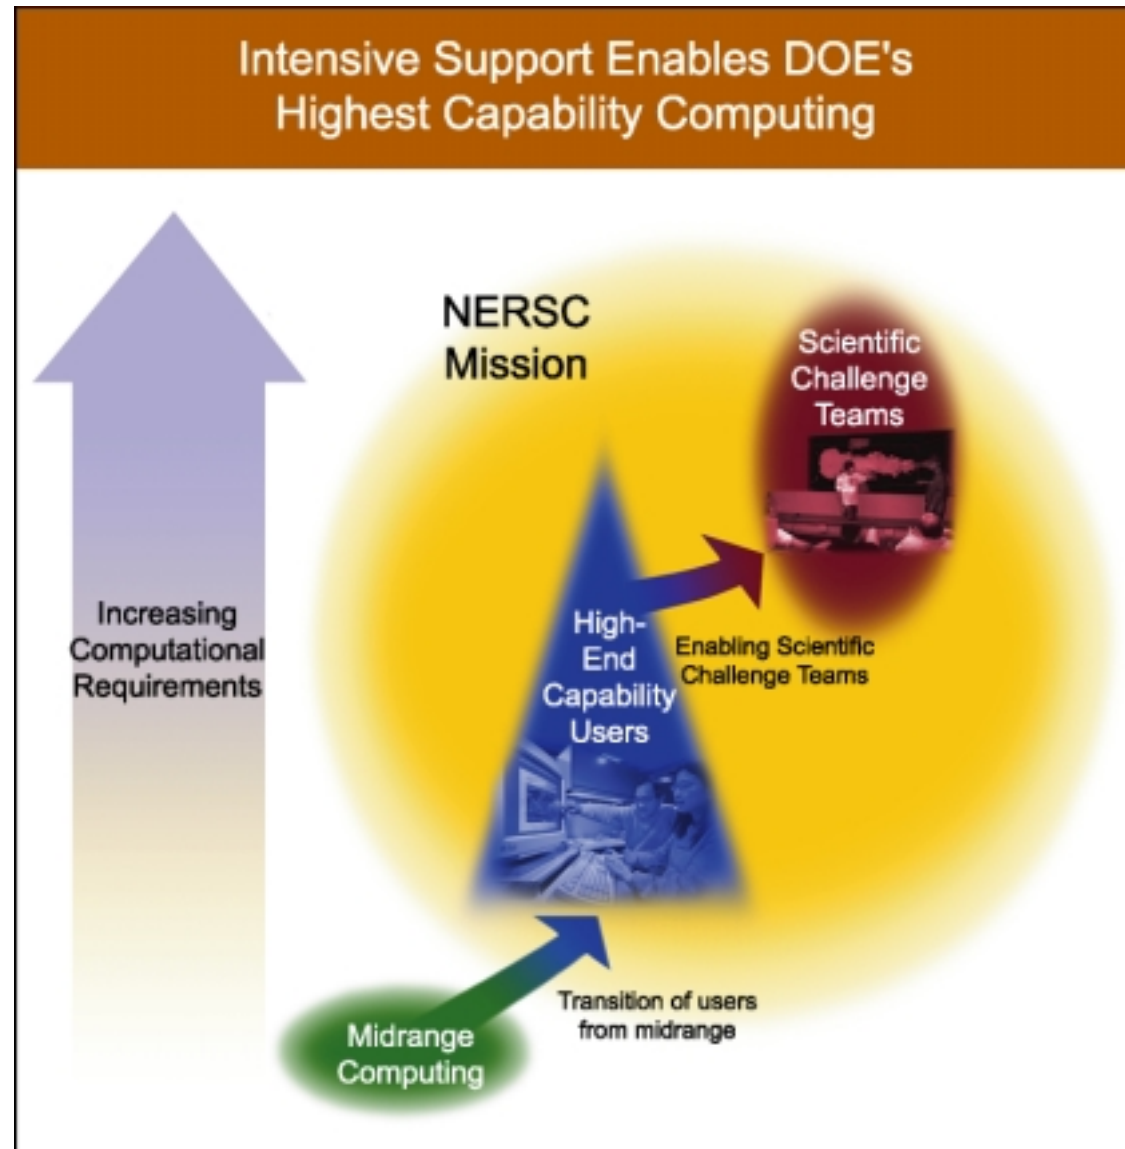 Intensive Support Enables DOE's
Highest Capability Computing
NERSC
Mission
Scientific
Challenge
Teams
Increasing
Computational
Requirements
High-
End
Capability
Users
Enabling Scientific
Challenge Teams
Transition of users
from midrange
Midrange
Computing